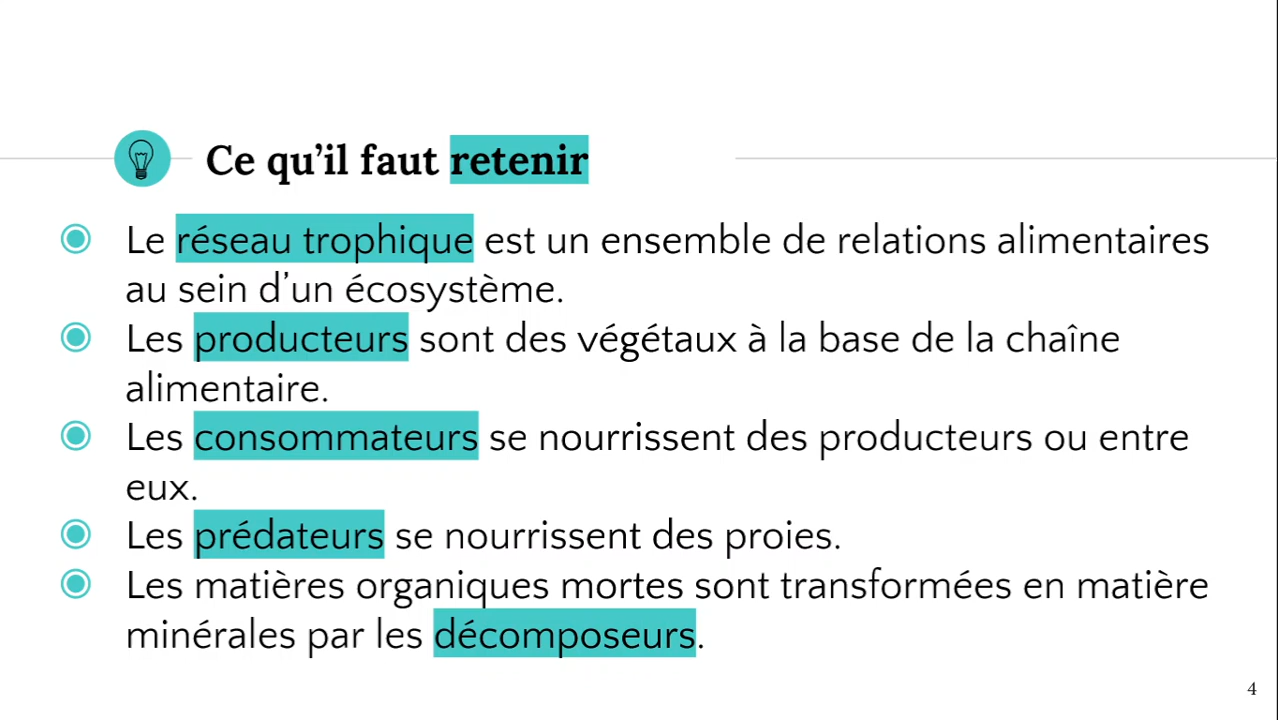 Ce qu’il faut retenir
Le réseau trophique est un ensemble de relations alimentaires
au sein d’un écosystème.
Les producteurs sont des végétaux à la base de la chaîne
alimentaire.
Les consommateurs se nourrissent des producteurs ou entre
eux.
Les prédateurs se nourrissent des proies.
Les matières organiques mortes sont transformées en matière
minérales par les décomposeurs.
4